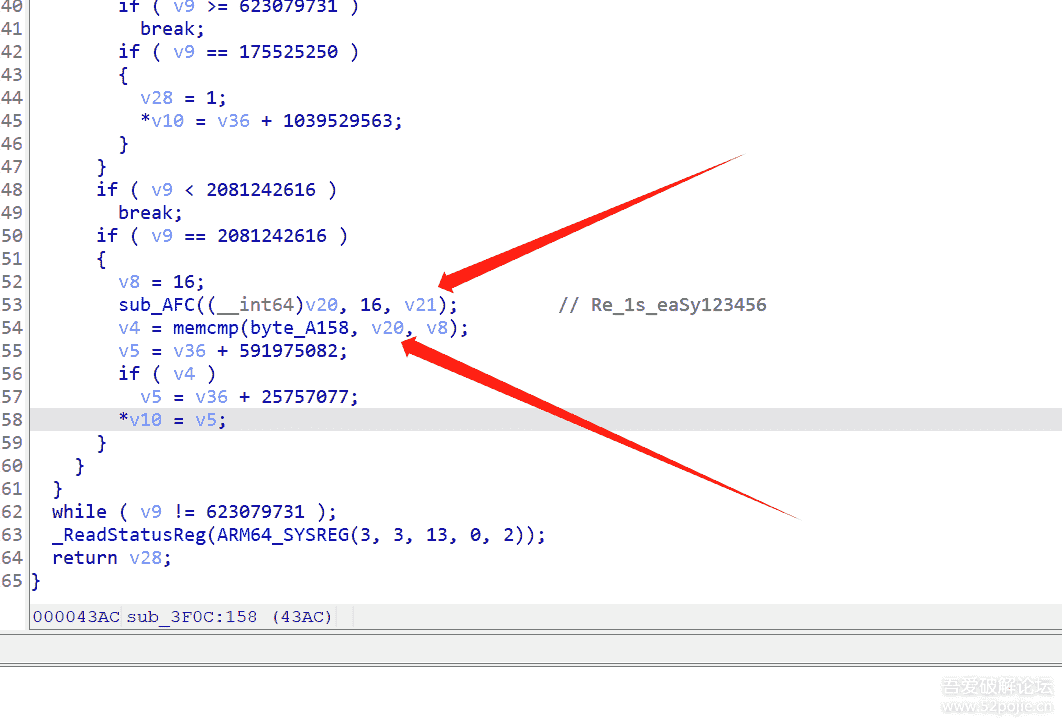 40 if ( v9 >= 623079731 )
41 break;
42 if ( v9 == 175525250 )
43 {
44 v28 = 1;
45 *v10 = v36 + 1039529563;
46 }
47 }
48 if ( v9 < 2081242616 )
49 break;
50 if ( v9 == 2081242616 )
51 {
52 v8 = 16;
53 sub_AFC((__int64)v20, 16, v21); // Re_1s_eaSy123456
54 v4 = memcmp(byte_A158, v20, v8);
55 v5 = v36 + 591975082;
56 if ( v4 )
57 v5 = v36 + 25757077;
58 *v10 = v5;
59 }
60 }
61 }
62 while ( v9 != 623079731 );
63 _ReadStatusReg(ARM64_SYSREG(3, 3, 13, 0, 2));
64 return v28;
65 }
000043AC sub_3F0C:158 (43AC)
吾爱破解论坛
www.52pojie.cn